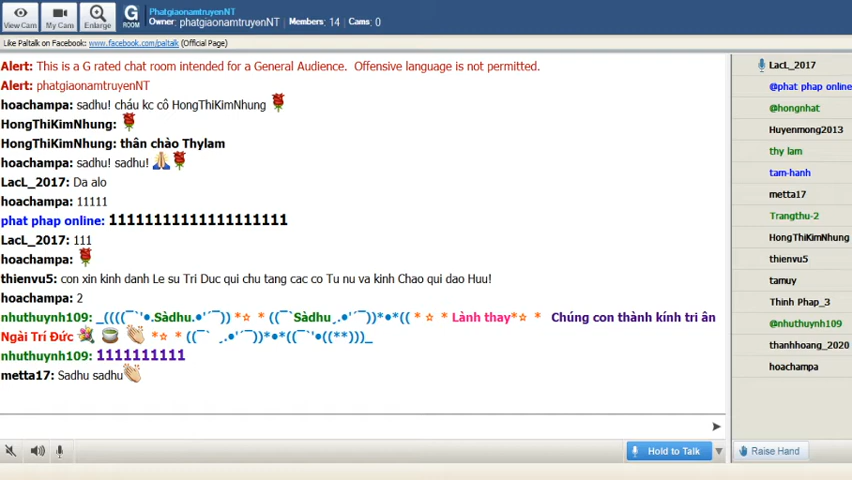 View Cam
My Cam
Enlarge
G
ROOM
PhatgiaonamtruyenNT
Owner: phatgiaonamtruyenNT Members: 14 Cams: 0
Like Paltalk on Facebook: www.facebook.com/paltalk (Official Page)
Alert: This is a G rated chat room intended for a General Audience. Offensive language is not permitted.
Alert: phatgiaonamtruyenNT
hoachampa: sadhu! cháu kc cô HongThiKimNhung 🌹
HongThiKimNhung: 🌹
HongThiKimNhung: thân chào Thylam
hoachampa: sadhu! sadhu! 🙏🌹
LacL_2017: Da alo
hoachampa: 11111
phat phap online: 11111111111111111111
LacL_2017: 111
hoachampa: 🌹
thienvu5: con xin kinh danh Le su Tri Duc qui chu tang cac co Tu nu va kinh Chao qui dao Huu!
hoachampa: 2
nhuthuynh109: _((((¯`'•.Sàdhu.•'´¯)) *☆ * ((¯`Sàdhu¸.•'´¯))*•*(( * ☆ * Lành thay*☆ * Chúng con thành kính tri ân
Ngài Trí Đức 💐 🍵 👏 *☆ * ((¯` ¸.•'´¯))*•*((¯`'•((**)))_
nhuthuynh109: 1111111111
metta17: Sadhu sadhu👏
Hold to Talk
LacL_2017
@phat phap online
@hongnhat
Huyenmong2013
thy lam
tam-hanh
metta17
Trangthu-2
HongThiKimNhung
thienvu5
tamuy
Thinh Phap_3
@nhuthuynh109
thanhhoang_2020
hoachampa
Raise Hand